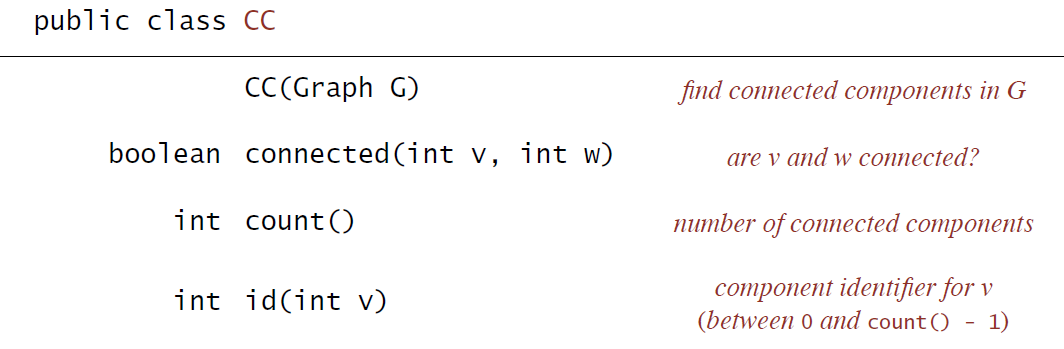 public class CC
CC(Graph G) find connected components in G
boolean connected(int v, int w) are v and w connected?
int count() number of connected components
int id(int v) component identifier for v
(between 0 and count() - 1)